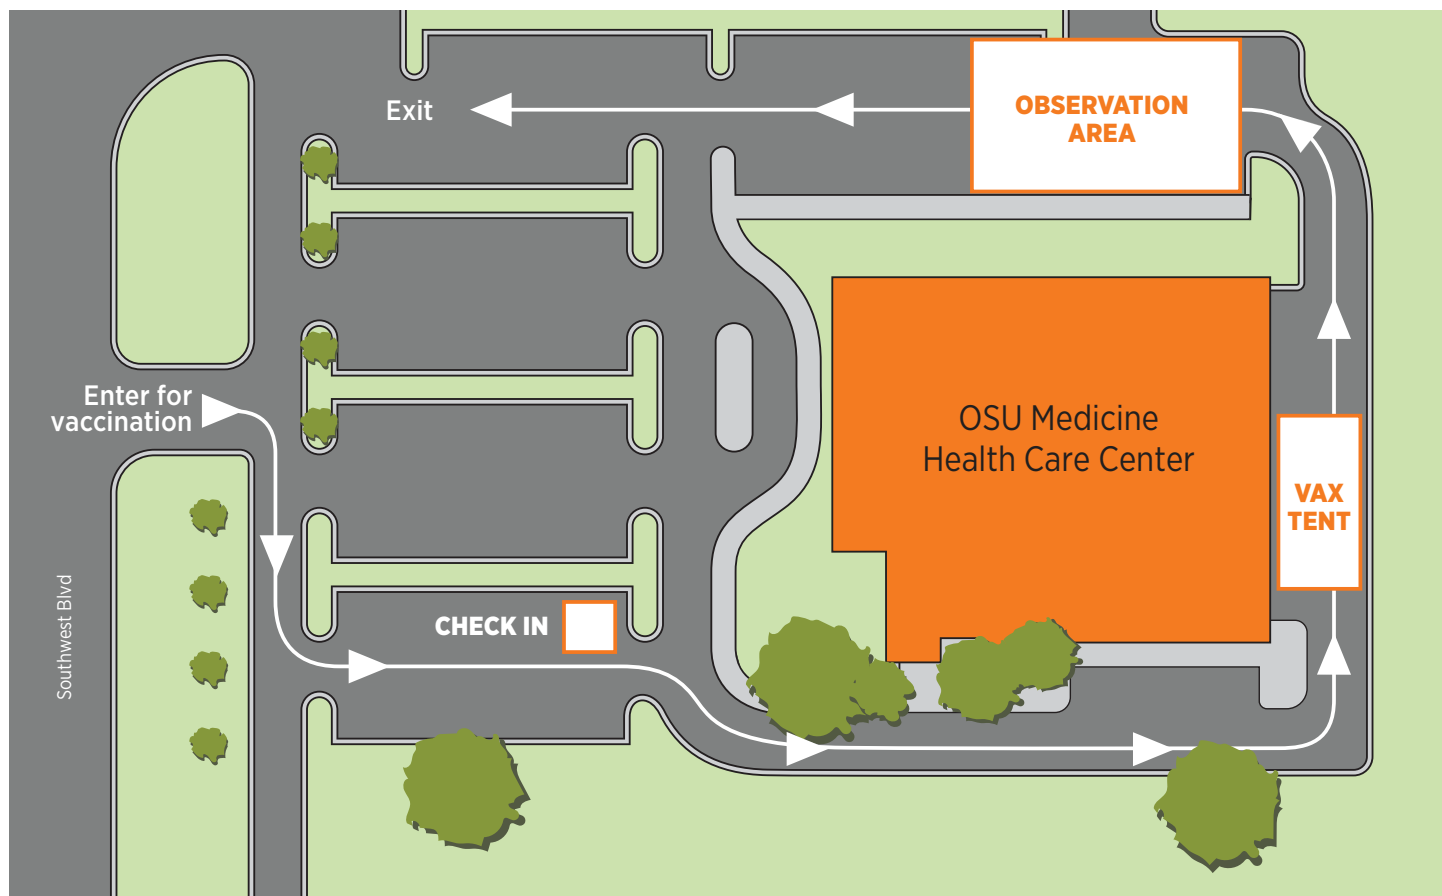 Exit
OBSERVATION
AREA
Enter for
vaccination
OSU Medicine
Health Care Center
VAX
TENT
CHECK IN
Southwest Blvd